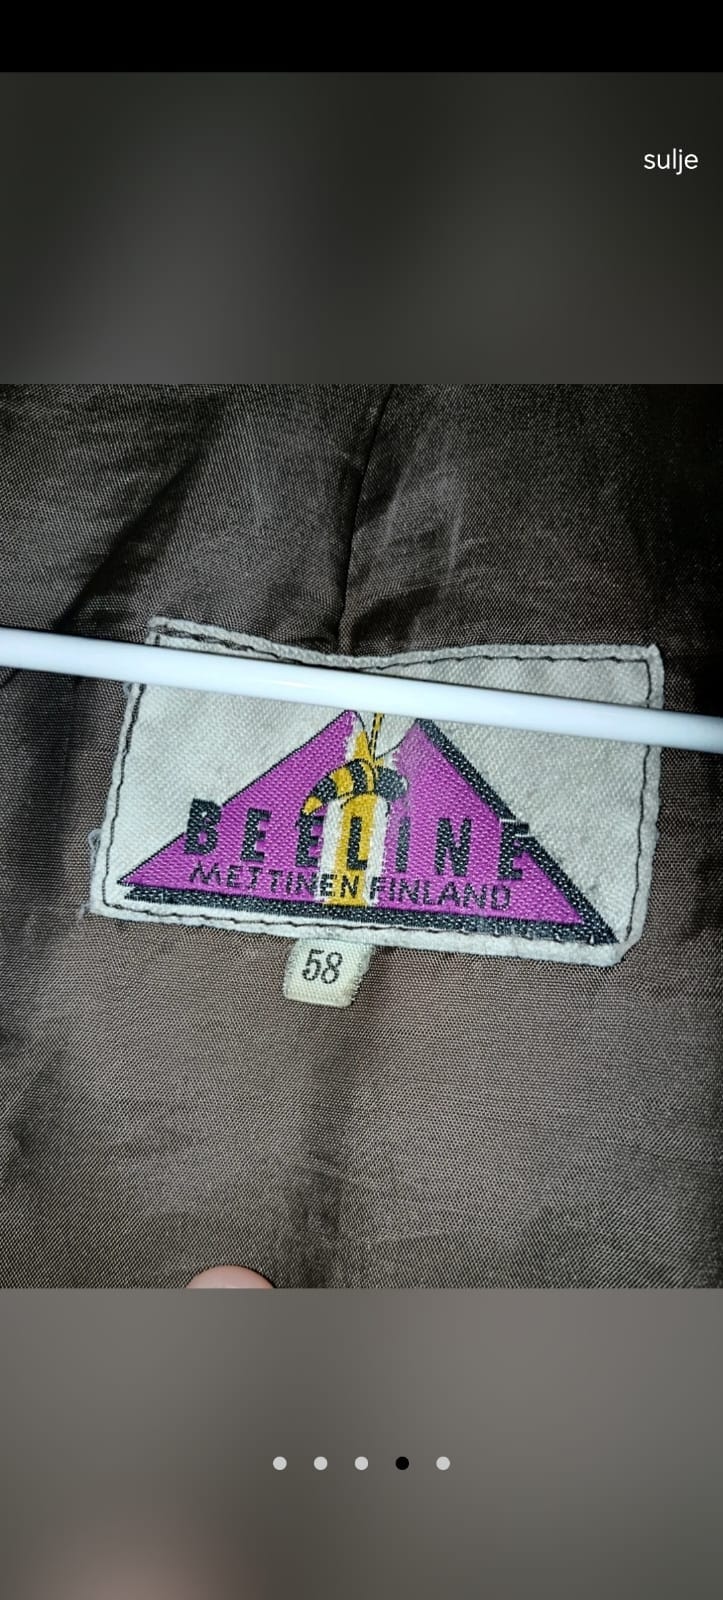 sulje
BEELINE
METTINEN FINLAND
58